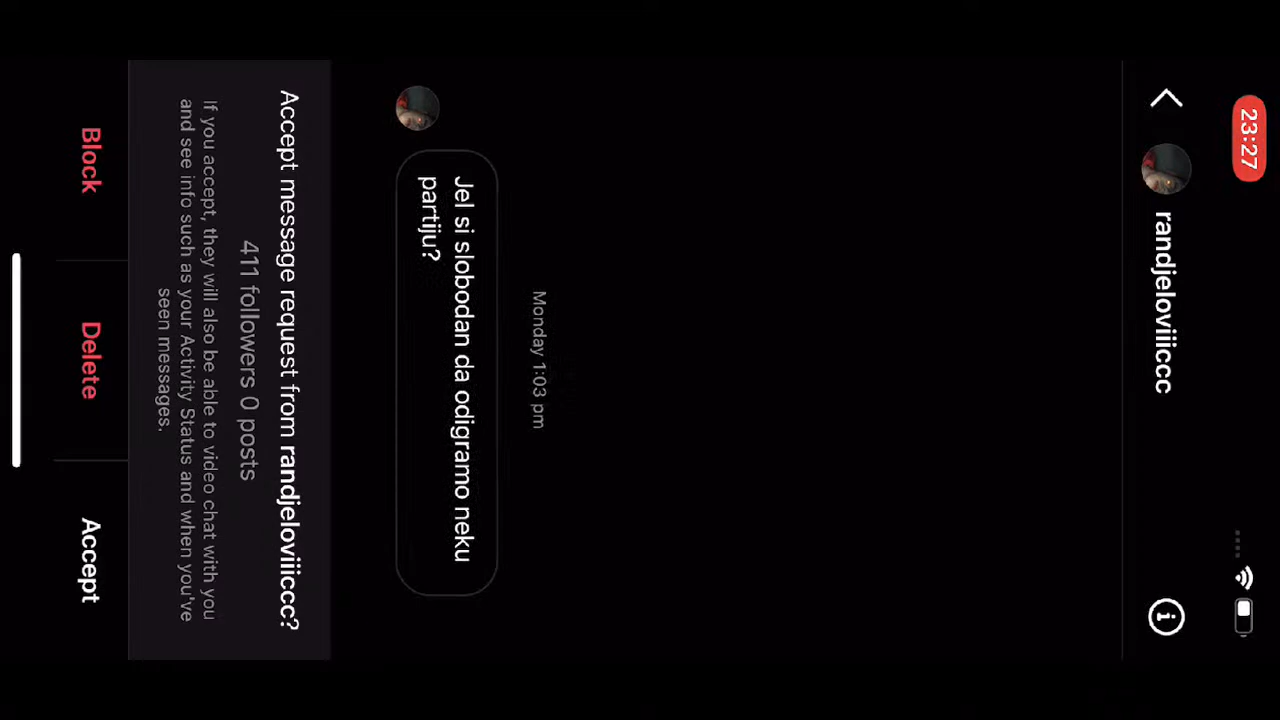 23:27
randjeloviiiccc
Monday 1:03 pm
Jel si slobodan da odigramo neku
partiju?
Accept message request from randjeloviiiccc?
411 followers 0 posts
If you accept, they will also be able to video chat with you
and see info such as your Activity Status and when you've
seen messages.
Block
Delete
Accept